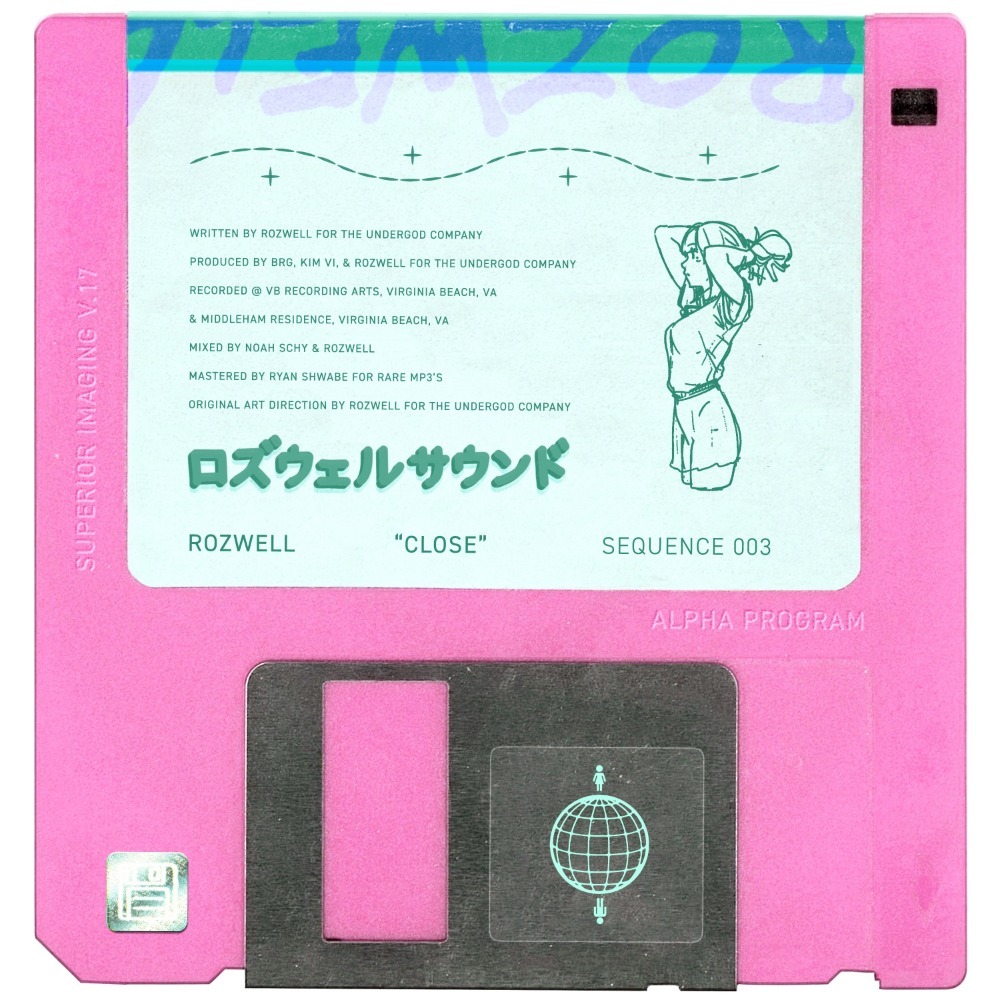 ROZWELL
WRITTEN BY ROZWELL FOR THE UNDERGOD COMPANY
PRODUCED BY BRG, KIM VI, & ROZWELL FOR THE UNDERGOD COMPANY
RECORDED @ VB RECORDING ARTS, VIRGINIA BEACH, VA
& MIDDLEHAM RESIDENCE, VIRGINIA BEACH, VA
MIXED BY NOAH SCHY & ROZWELL
MASTERED BY RYAN SHWABE FOR RARE MP3'S
ORIGINAL ART DIRECTION BY ROZWELL FOR THE UNDERGOD COMPANY
ロズウェルサウンド
ROZWELL “CLOSE” SEQUENCE 003
SUPERIOR IMAGING V.17
ALPHA PROGRAM